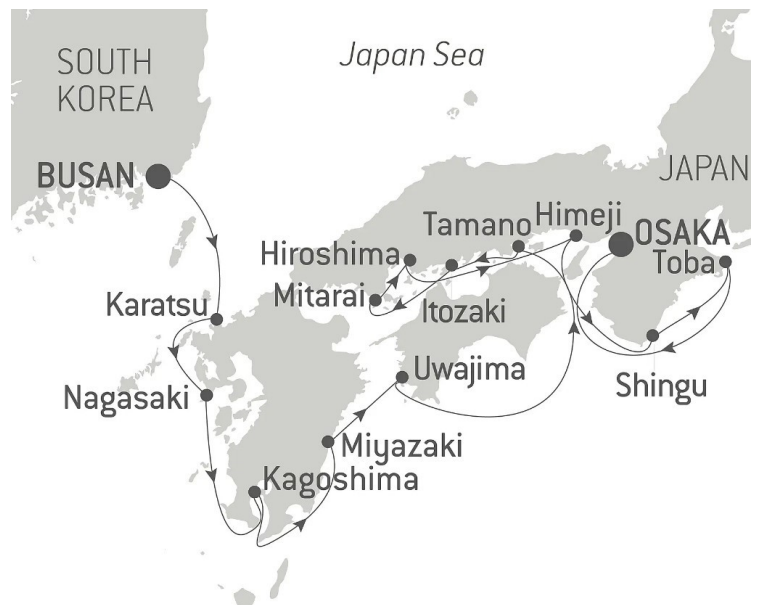 Japan Sea
SOUTH
KOREA
JAPAN
BUSAN
Tamano
Himeji
OSAKA
Hiroshima
Toba
Mitarai
Karatsu
Itozaki
Uwajima
Shingu
Nagasaki
Miyazaki
Kagoshima